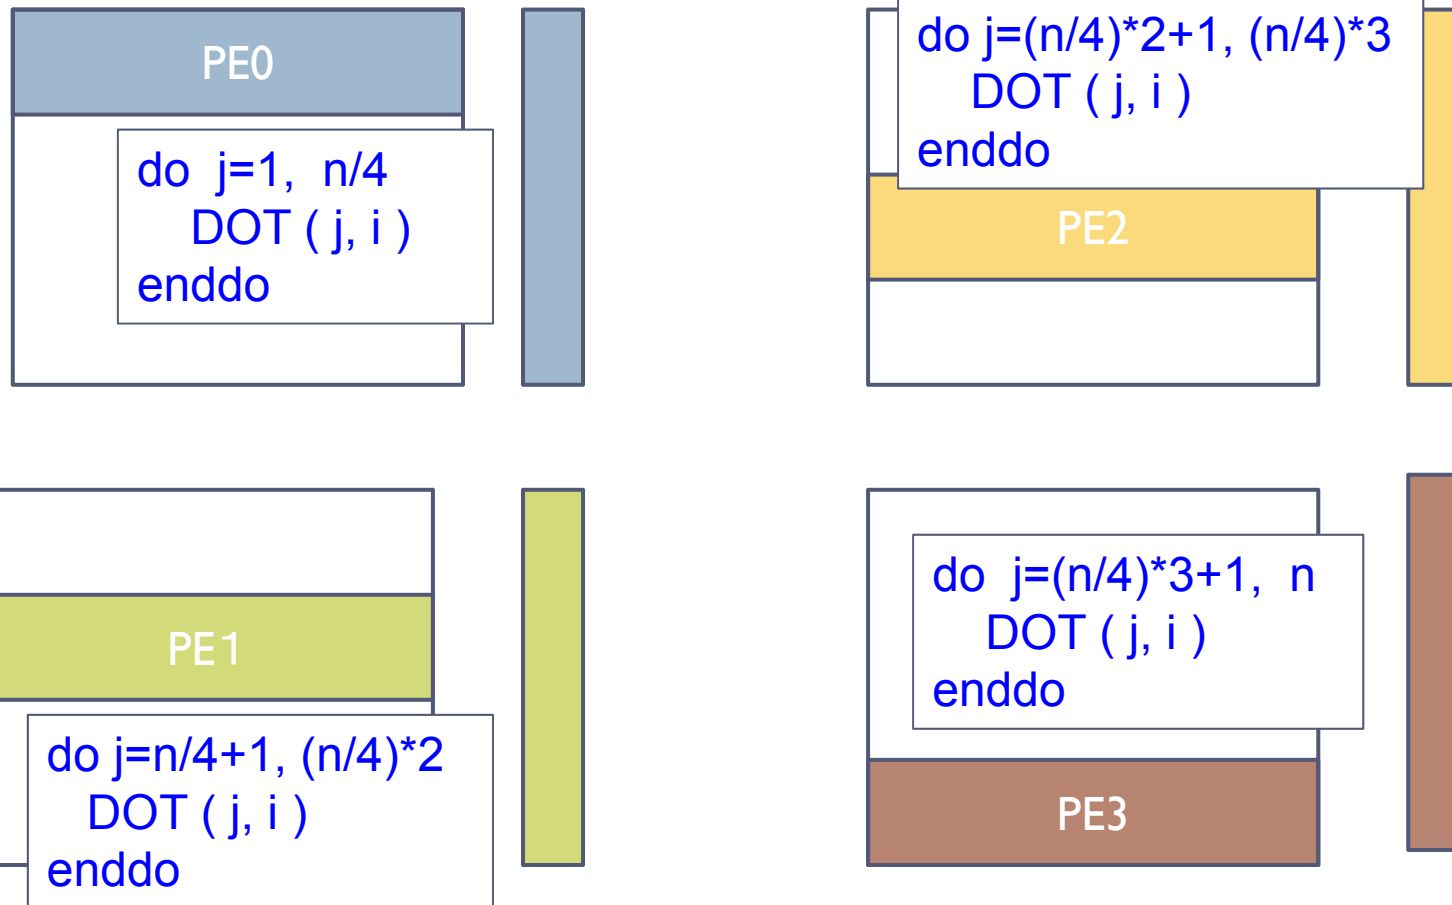 PE0
do  j=1,  n/4
DOT ( j, i )
enddo
do j=(n/4)*2+1, (n/4)*3
DOT ( j, i )
enddo
PE2
PE1
do j=n/4+1, (n/4)*2
DOT ( j, i )
enddo
do  j=(n/4)*3+1,  n
DOT ( j, i )
enddo
PE3